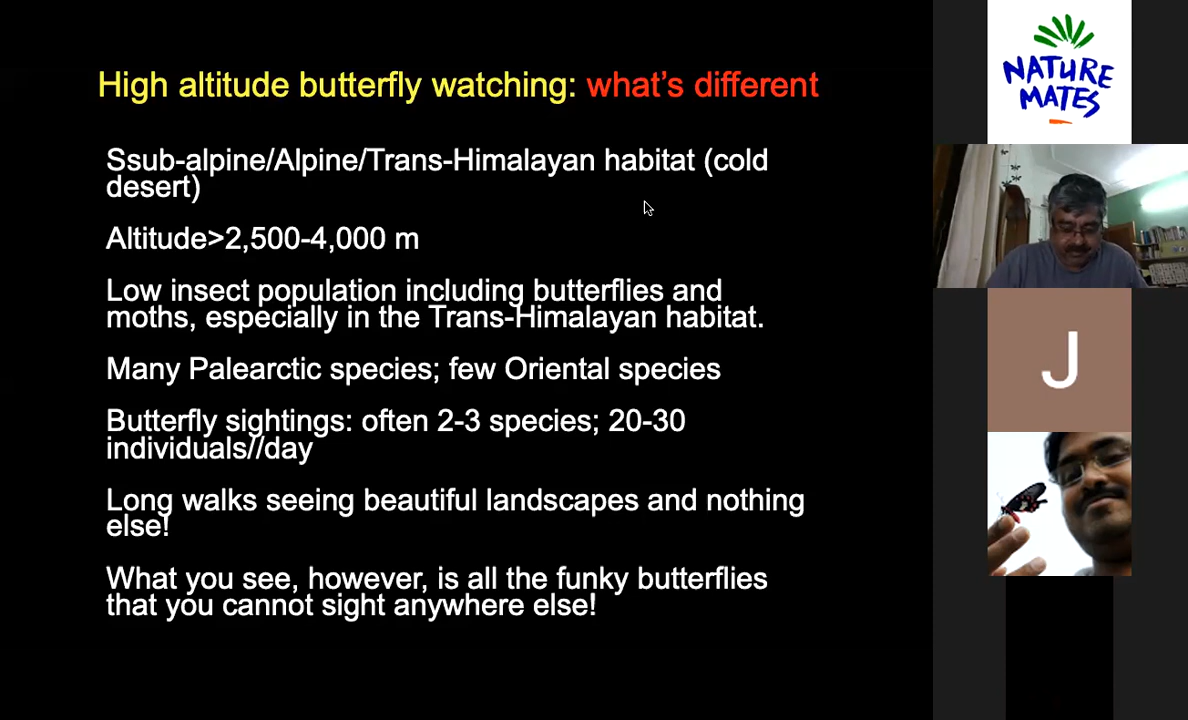 High altitude butterfly watching: what's different
Ssub-alpine/Alpine/Trans-Himalayan habitat (cold
desert)
Altitude>2,500-4,000 m
Low insect population including butterflies and
moths, especially in the Trans-Himalayan habitat.
Many Palearctic species; few Oriental species
Butterfly sightings: often 2-3 species; 20-30
individuals//day
Long walks seeing beautiful landscapes and nothing
else!
What you see, however, is all the funky butterflies
that you cannot sight anywhere else!
NATURE
MATES
J